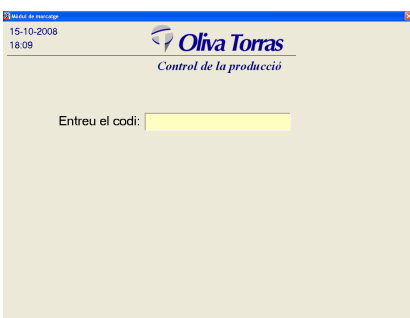 Mòdul de marcatge
15-10-2008
18:09
Oliva Torras
Control de la producció
Entreu el codi: